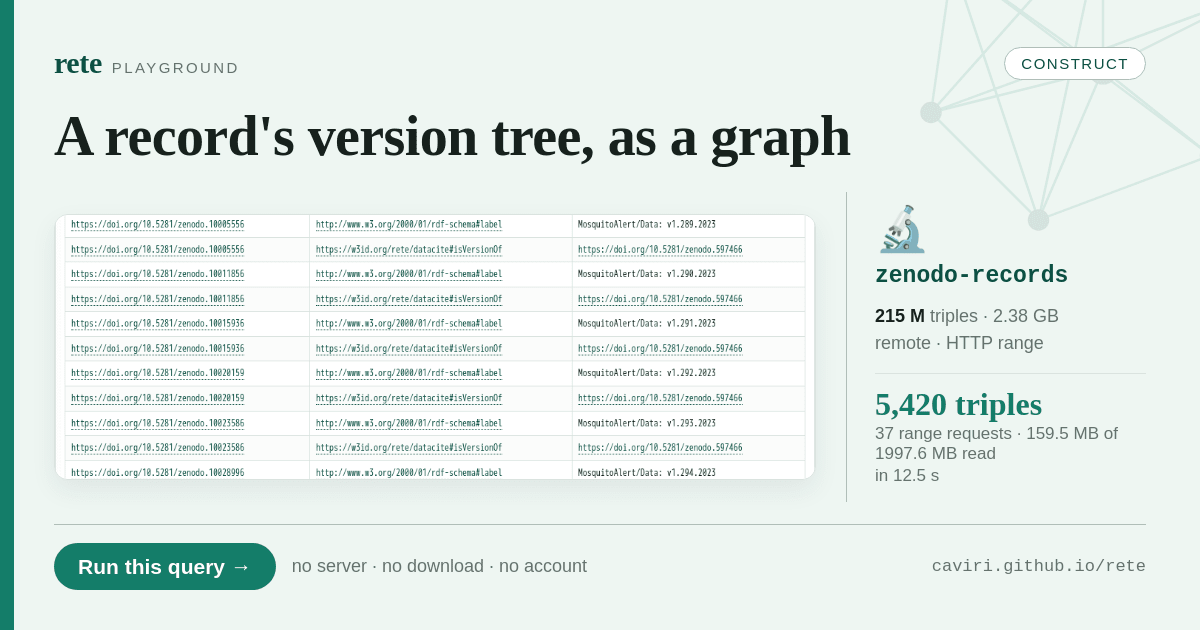 rete PLAYGROUND
CONSTRUCT
A record's version tree, as a graph
https://doi.org/10.5281/zenodo.10005556 http://www.w3.org/2000/01/rdf-schema#label MosquitoAlert/Data: v1.289.2023
https://doi.org/10.5281/zenodo.10005556 https://w3id.org/rete/datacite#isVersionOf https://doi.org/10.5281/zenodo.597466
https://doi.org/10.5281/zenodo.10011856 http://www.w3.org/2000/01/rdf-schema#label MosquitoAlert/Data: v1.290.2023
https://doi.org/10.5281/zenodo.10011856 https://w3id.org/rete/datacite#isVersionOf https://doi.org/10.5281/zenodo.597466
https://doi.org/10.5281/zenodo.10015936 http://www.w3.org/2000/01/rdf-schema#label MosquitoAlert/Data: v1.291.2023
https://doi.org/10.5281/zenodo.10015936 https://w3id.org/rete/datacite#isVersionOf https://doi.org/10.5281/zenodo.597466
https://doi.org/10.5281/zenodo.10020159 http://www.w3.org/2000/01/rdf-schema#label MosquitoAlert/Data: v1.292.2023
https://doi.org/10.5281/zenodo.10020159 https://w3id.org/rete/datacite#isVersionOf https://doi.org/10.5281/zenodo.597466
https://doi.org/10.5281/zenodo.10023586 http://www.w3.org/2000/01/rdf-schema#label MosquitoAlert/Data: v1.293.2023
https://doi.org/10.5281/zenodo.10023586 https://w3id.org/rete/datacite#isVersionOf https://doi.org/10.5281/zenodo.597466
https://doi.org/10.5281/zenodo.10028996 http://www.w3.org/2000/01/rdf-schema#label MosquitoAlert/Data: v1.294.2023
zenodo-records
215 M triples · 2.38 GB
remote · HTTP range
5,420 triples
37 range requests · 159.5 MB of
1997.6 MB read
in 12.5 s
Run this query →
no server · no download · no account
caviri.github.io/rete